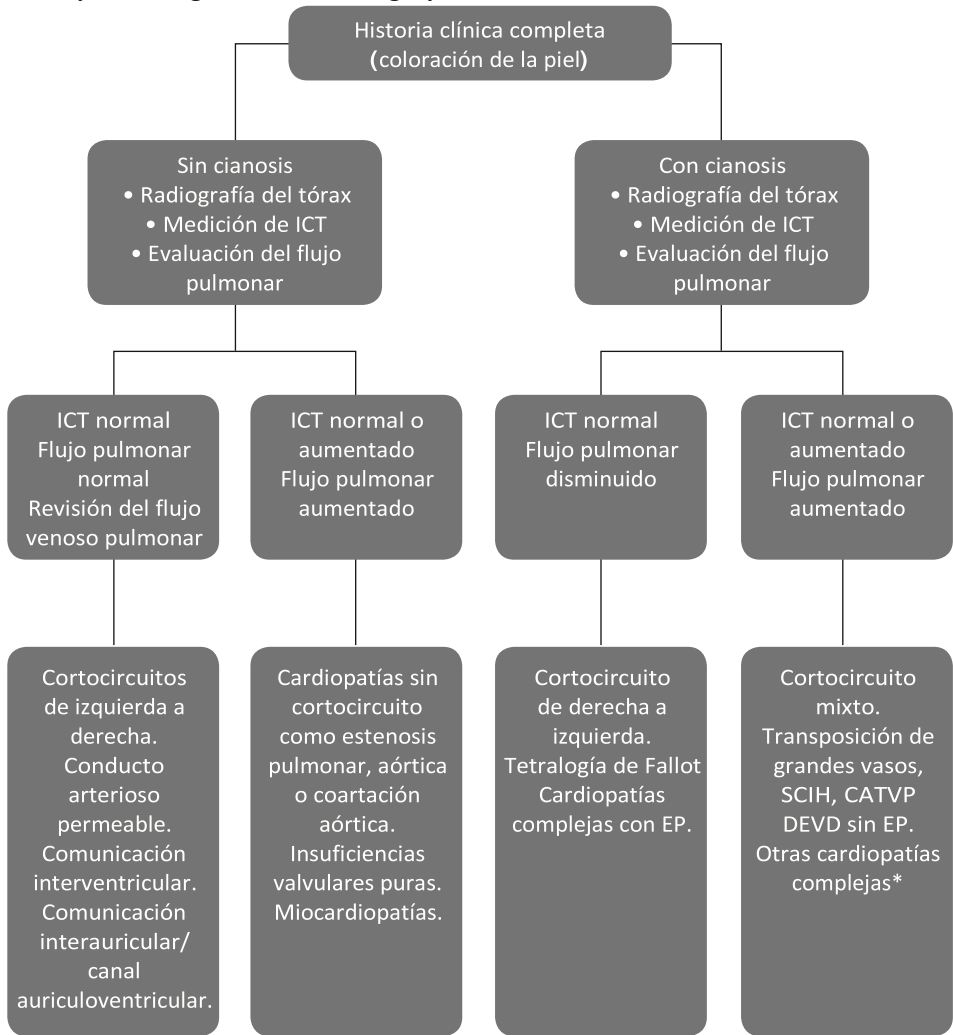 Historia clínica completa
(coloración de la piel)
Sin cianosis
• Radiografía del tórax
• Medición de ICT
• Evaluación del flujo
pulmonar
Con cianosis
• Radiografía del tórax
• Medición de ICT
• Evaluación del flujo
pulmonar
ICT normal
Flujo pulmonar
normal
Revisión del flujo
venoso pulmonar
ICT normal o
aumentado
Flujo pulmonar
aumentado
ICT normal
Flujo pulmonar
disminuido
ICT normal o
aumentado
Flujo pulmonar
aumentado
Cortocircuitos
de izquierda a
derecha.
Conducto
arterioso
permeable.
Comunicación
interventricular.
Comunicación
interauricular/
canal
auriculoventricular.
Cardiopatías sin
cortocircuito
como estenosis
pulmonar, aórtica
o coartación
aórtica.
Insuficiencias
valvulares puras.
Miocardiopatías.
Cortocircuito
de derecha a
izquierda.
Tetralogía de Fallot
Cardiopatías
complejas con EP.
Cortocircuito
mixto.
Transposición de
grandes vasos,
SCIH, CATVP
DEVD sin EP.
Otras cardiopatías
complejas*